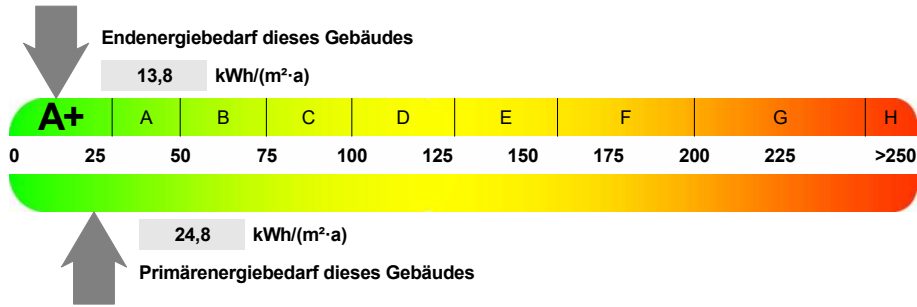 Endenergiebedarf dieses Gebäudes
13,8 kWh/(m²·a)
A+ A B C D E F G H
0 25 50 75 100 125 150 175 200 225 >250
24,8 kWh/(m²·a)
Primärenergiebedarf dieses Gebäudes